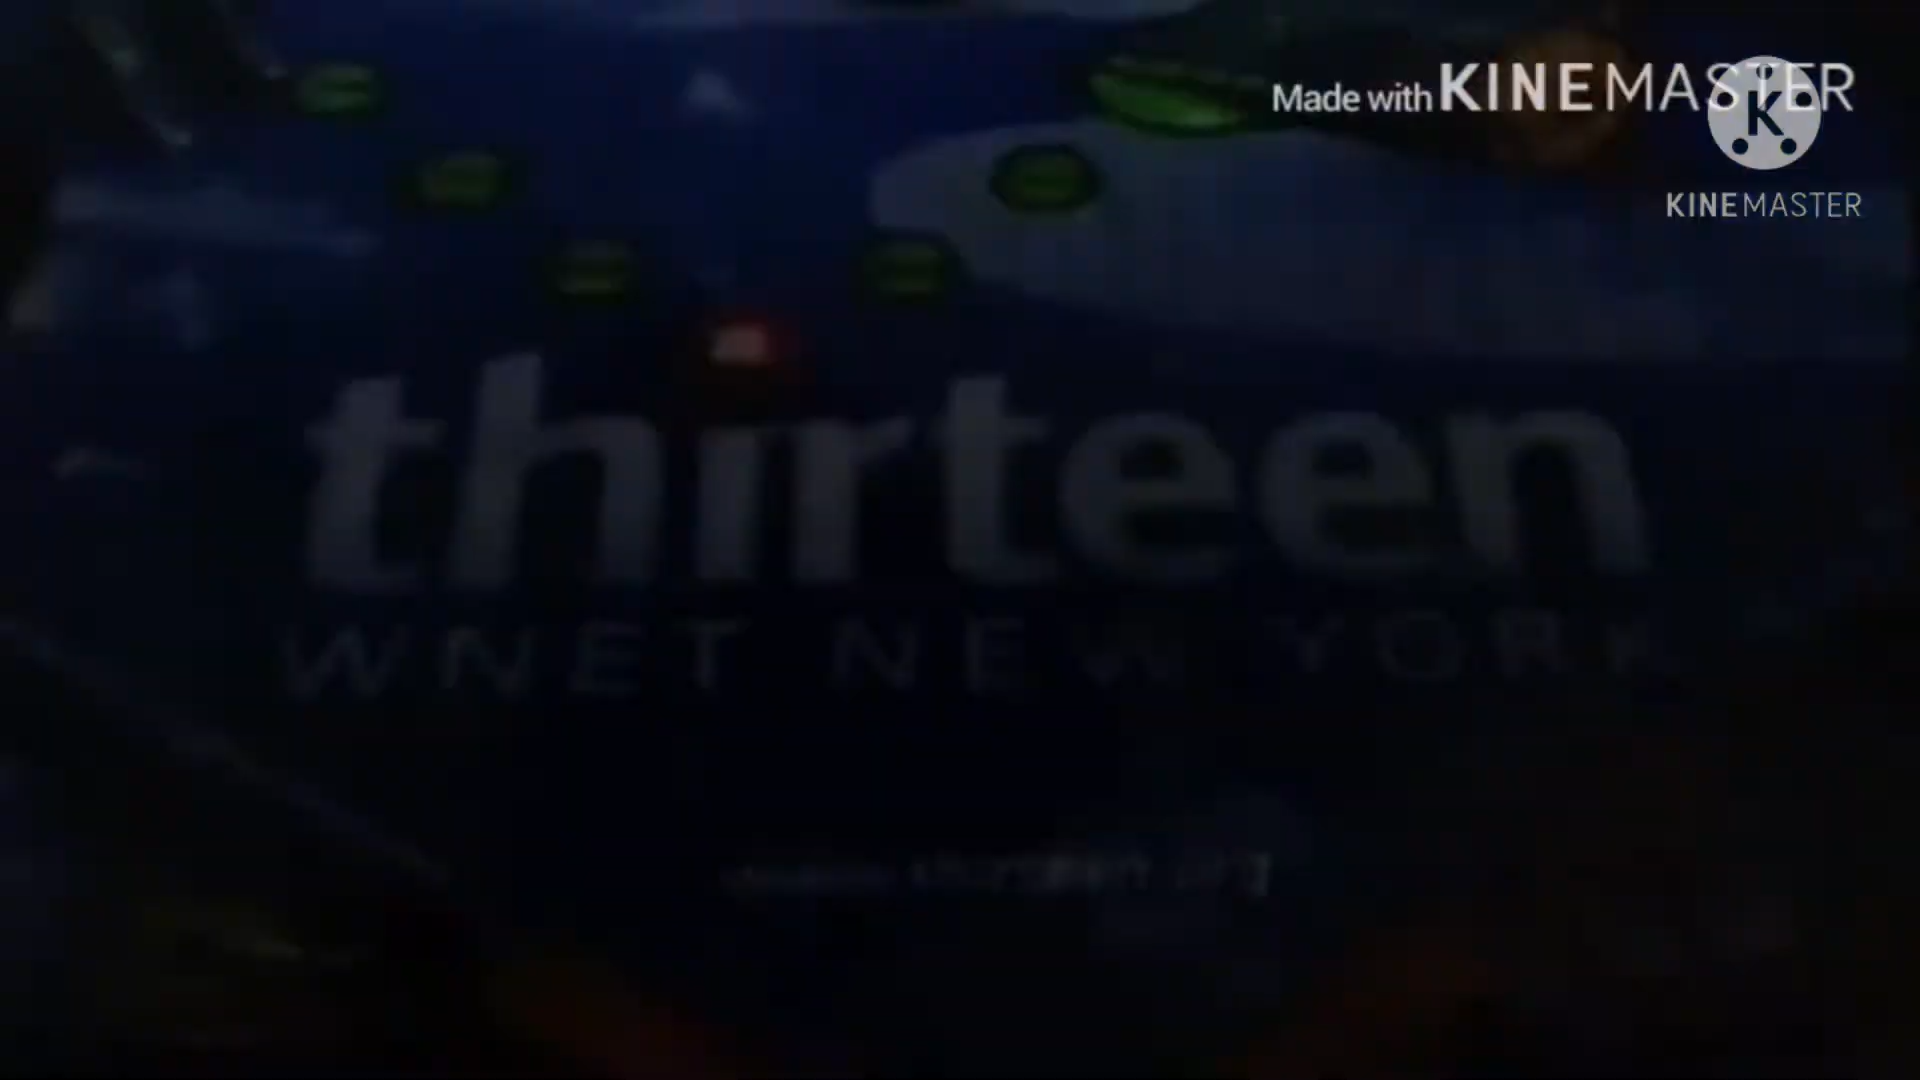 Made with KINEMASTER
K
KINEMASTER
thirteen
WNET NEW YORK